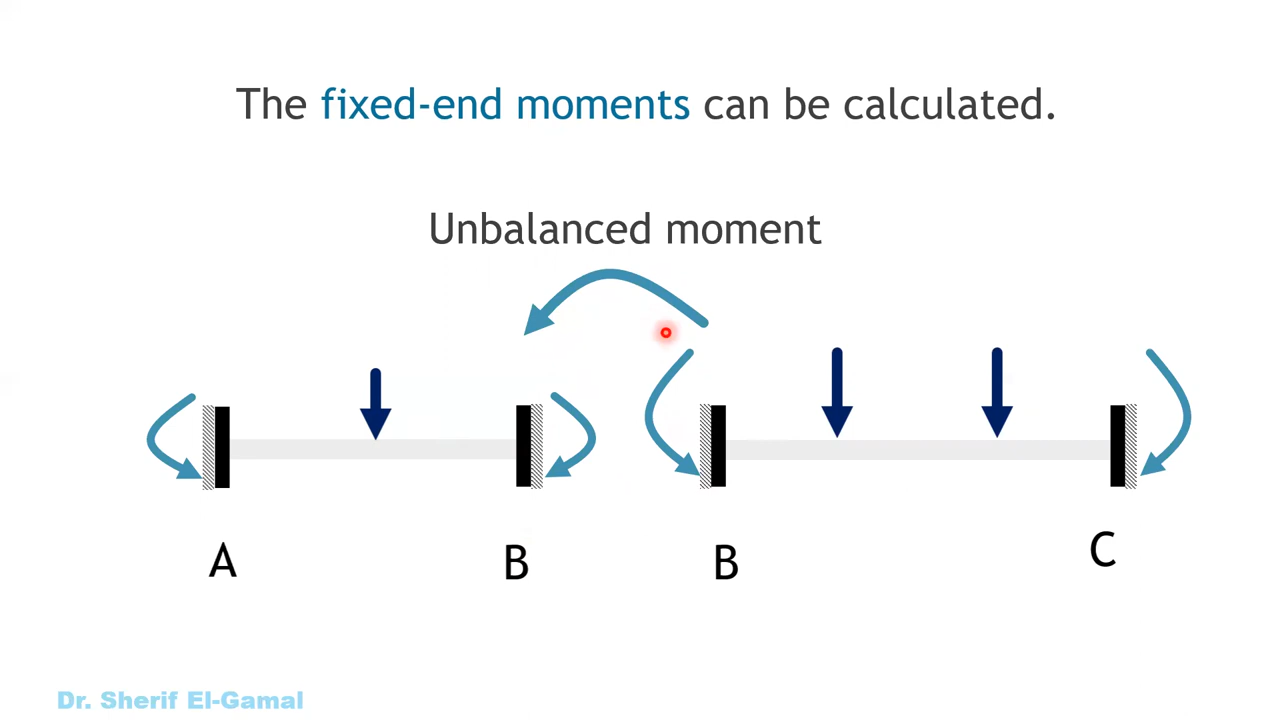 The fixed-end moments can be calculated.
Unbalanced moment
A B B C
Dr. Sherif El-Gamal